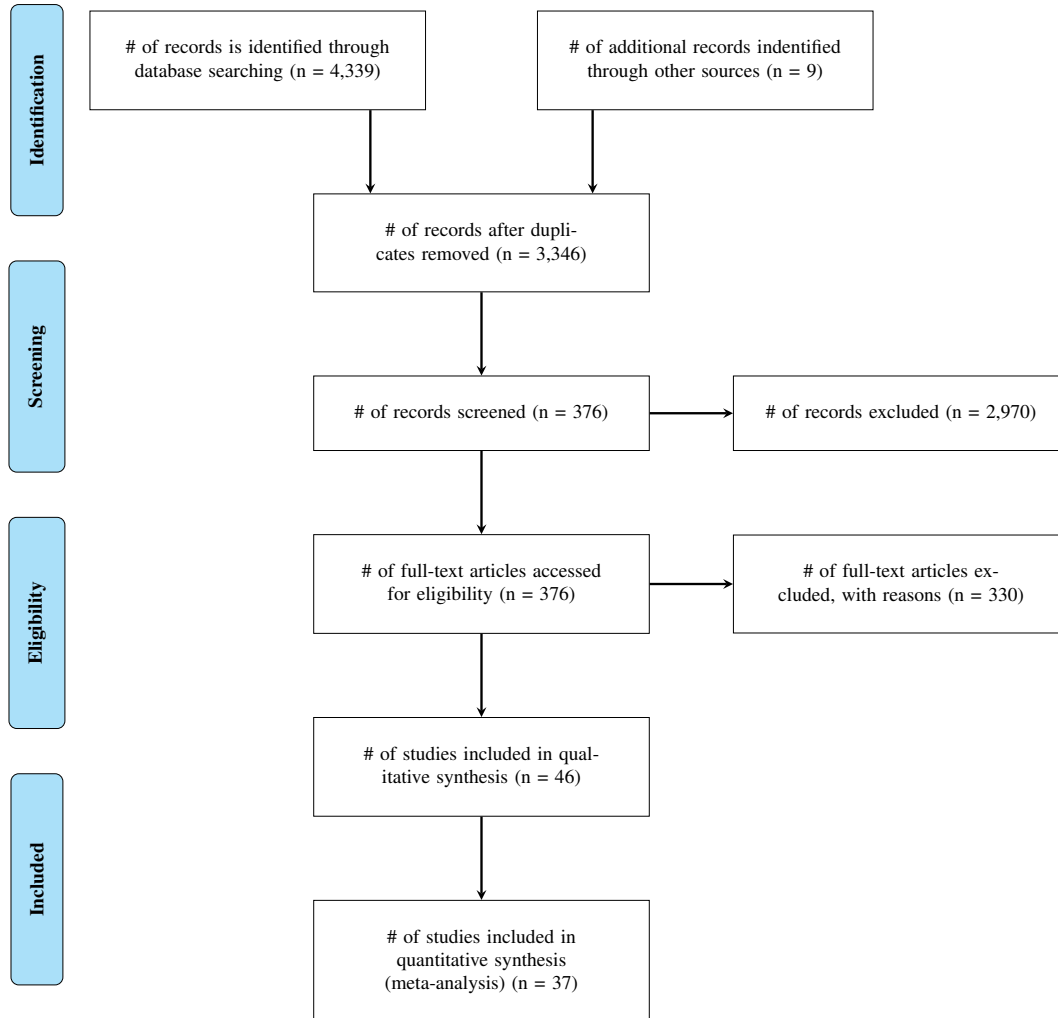 Identification
# of records is identified through
database searching (n = 4,339)
# of additional records indentified
through other sources (n = 9)
# of records after dupli-
cates removed (n = 3,346)
Screening
# of records screened (n = 376)
# of records excluded (n = 2,970)
Eligibility
# of full-text articles accessed
for eligibility (n = 376)
# of full-text articles ex-
cluded, with reasons (n = 330)
# of studies included in qual-
itative synthesis (n = 46)
Included
# of studies included in
quantitative synthesis
(meta-analysis) (n = 37)